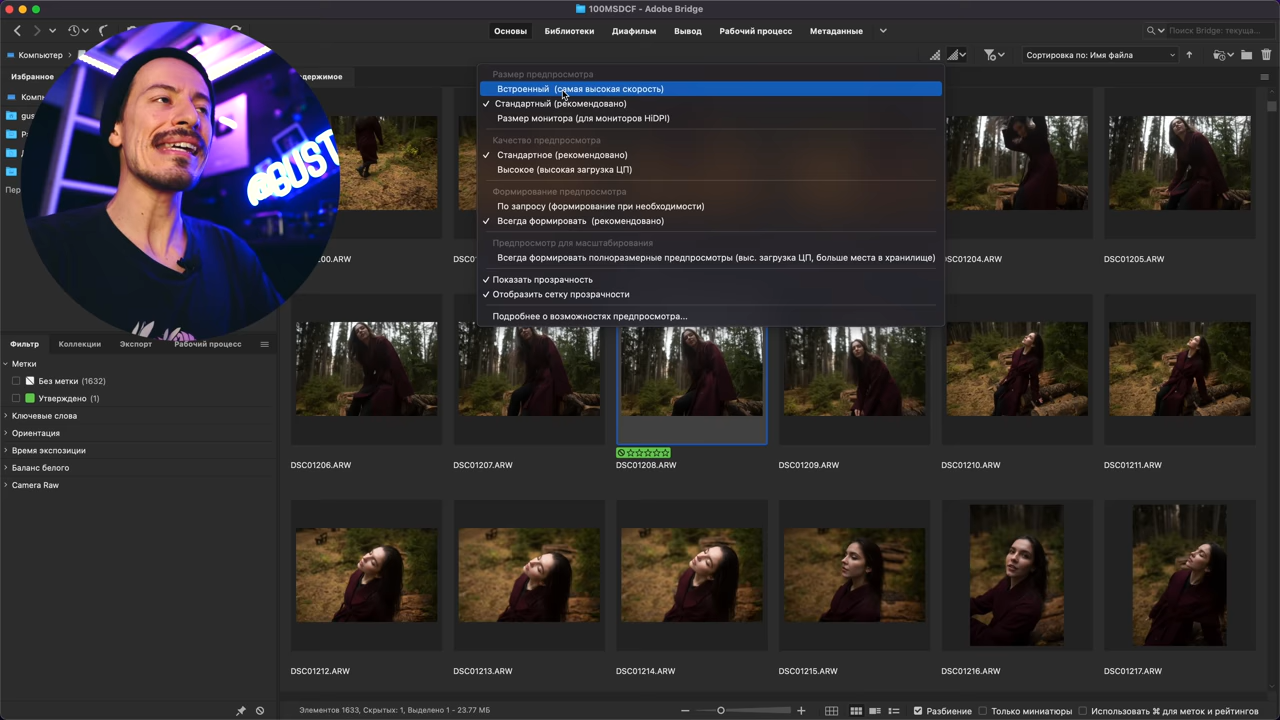 100MSDCF - Adobe Bridge
Основы
Библиотеки
Диафильм
Вывод
Рабочий процесс
Метаданные
Поиск Bridge: текуща...
Компьютер
Сортировка по: Имя файла
Избранное
@GUST
Размер предпросмотра
Встроенный (самая высокая скорость)
Стандартный (рекомендовано)
Размер монитора (для мониторов HiDPI)
Качество предпросмотра
Стандартное (рекомендовано)
Высокое (высокая загрузка ЦП)
Формирование предпросмотра
По запросу (формирование при необходимости)
Всегда формировать (рекомендовано)
Предпросмотр для масштабирования
Всегда формировать полноразмерные предпросмотры (выс. загрузка ЦП, больше места в хранилище)
Показать прозрачность
Отобразить сетку прозрачности
Подробнее о возможностях предпросмотра...
DSC01204.ARW
DSC01205.ARW
Фильтр
Коллекции
Экспорт
Рабочий процесс
Метки
Без метки (1632)
Утверждено (1)
Ключевые слова
Ориентация
Время экспозиции
Баланс белого
Camera Raw
DSC01206.ARW
DSC01207.ARW
DSC01208.ARW
DSC01209.ARW
DSC01210.ARW
DSC01211.ARW
DSC01212.ARW
DSC01213.ARW
DSC01214.ARW
DSC01215.ARW
DSC01216.ARW
DSC01217.ARW
Элементов 1633, Скрытых: 1, Выделено 1 - 23.77 МБ
Разбиение
Только миниатюры
Использовать ⌘ для меток и рейтингов